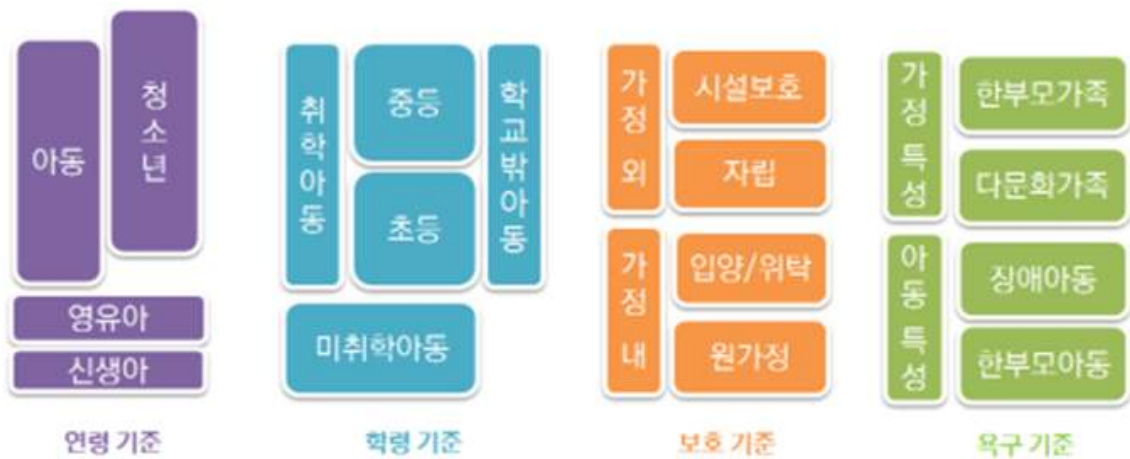 아동
청소년
영유아
신생아
연령 기준
취학아동
중등
초등
학교밖아동
미취학아동
학령 기준
가정 외
시설보호
자립
가정 내
입양/위탁
원가정
보호 기준
가정 특성
한부모가족
다문화가족
아동 특성
장애아동
한부모아동
욕구 기준